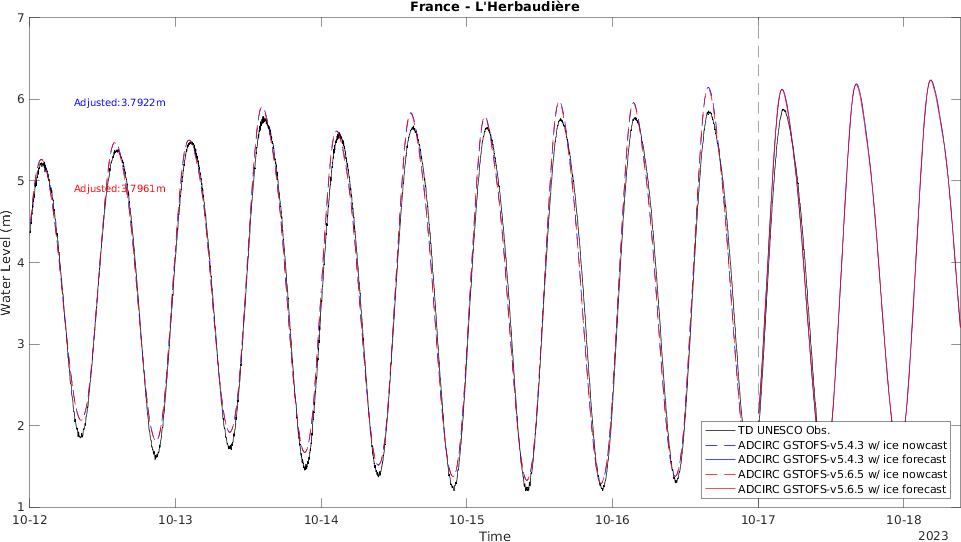 France - L'Herbaudière
7
6
5
4
3
2
1
Water Level (m)
Adjusted:3.7922m
Adjusted:3.7961m
TD UNESCO Obs.
ADCIRC GSTOFS-v5.4.3 w/ ice nowcast
ADCIRC GSTOFS-v5.4.3 w/ ice forecast
ADCIRC GSTOFS-v5.6.5 w/ ice nowcast
ADCIRC GSTOFS-v5.6.5 w/ ice forecast
10-12 10-13 10-14 10-15 10-16 10-17 10-18
Time
2023